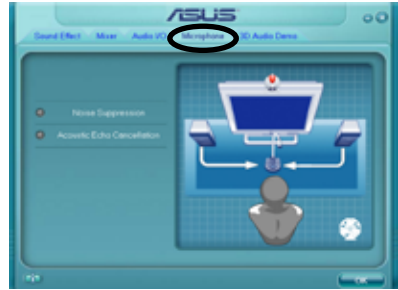 ASUS
Sound Effect Mixer Audio I/O Microphone 3D Audio Demo
Noise Suppression
Acoustic Echo Cancellation
OK